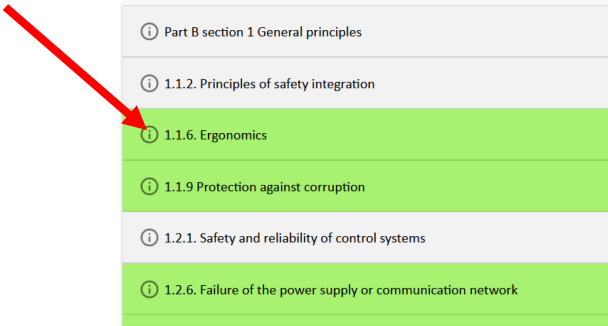 Part B section 1 General principles
1.1.2. Principles of safety integration
1.1.6. Ergonomics
1.1.9 Protection against corruption
1.2.1. Safety and reliability of control systems
1.2.6. Failure of the power supply or communication network